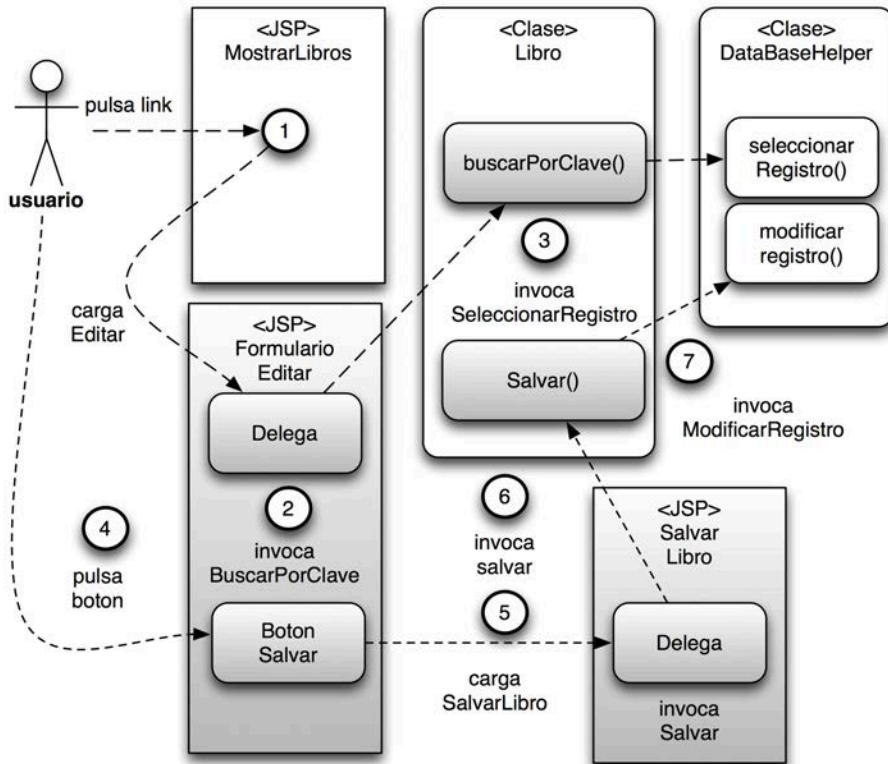 <JSP>
MostrarLibros
<Clase>
Libro
<Clase>
DataBaseHelper
pulsa link
1
usuario
buscarPorClave()
seleccionar
Registro()
modificar
registro()
3
invoca
SeleccionarRegistro
carga
Editar
<JSP>
Formulario
Editar
Delega
Salvar()
7
invoca
ModificarRegistro
2
invoca
BuscarPorClave
4
pulsa
boton
6
invoca
salvar
<JSP>
Salvar
Libro
Boton
Salvar
5
carga
SalvarLibro
Delega
invoca
Salvar